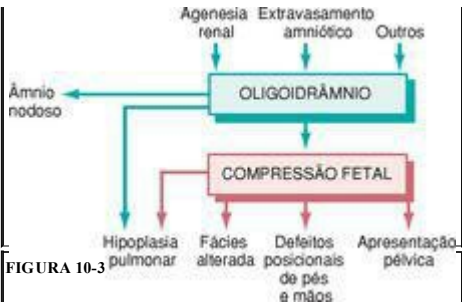 Agenesia renal
Extravasamento amniótico
Outros
Âmnio nodoso
OLIGOIDRÂMNIO
COMPRESSÃO FETAL
Hipoplasia pulmonar
Fácies alterada
Defeitos posicionais de pés e mãos
Apresentação pélvica
FIGURA 10-3